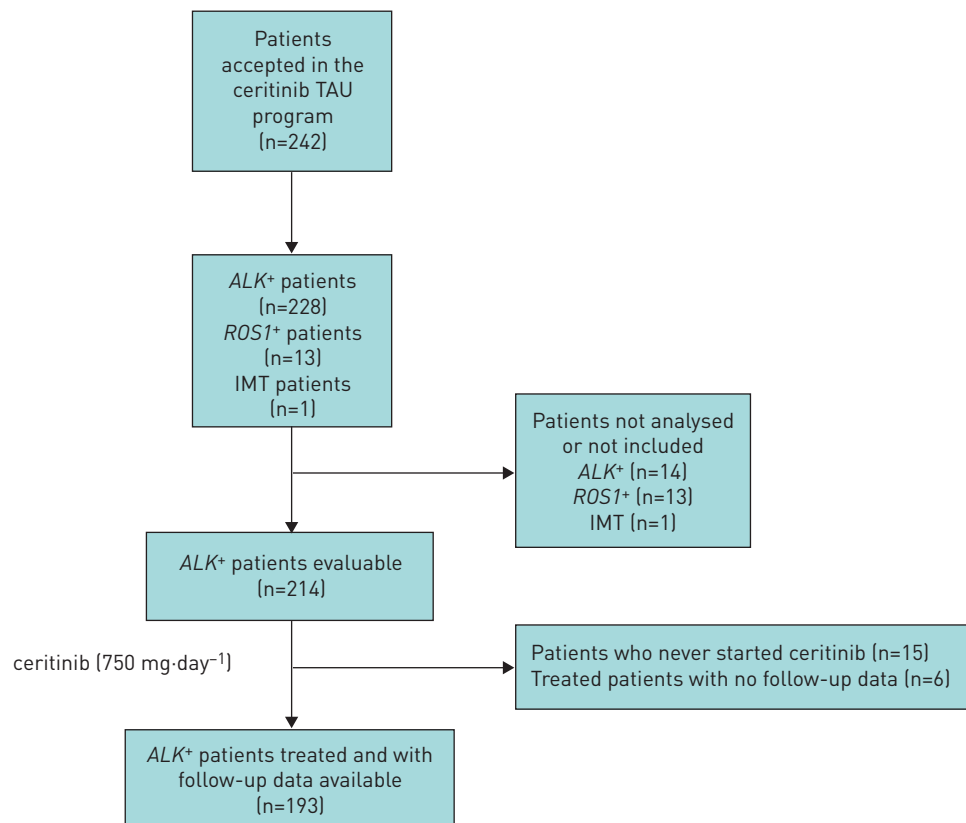 Patients
accepted in the
ceritinib TAU
program
(n=242)
ALK⁺ patients
(n=228)
ROS1⁺ patients
(n=13)
IMT patients
(n=1)
Patients not analysed
or not included
ALK⁺ (n=14)
ROS1⁺ (n=13)
IMT (n=1)
ALK⁺ patients evaluable
(n=214)
ceritinib (750 mg·day⁻¹)
Patients who never started ceritinib (n=15)
Treated patients with no follow-up data (n=6)
ALK⁺ patients treated and with
follow-up data available
(n=193)